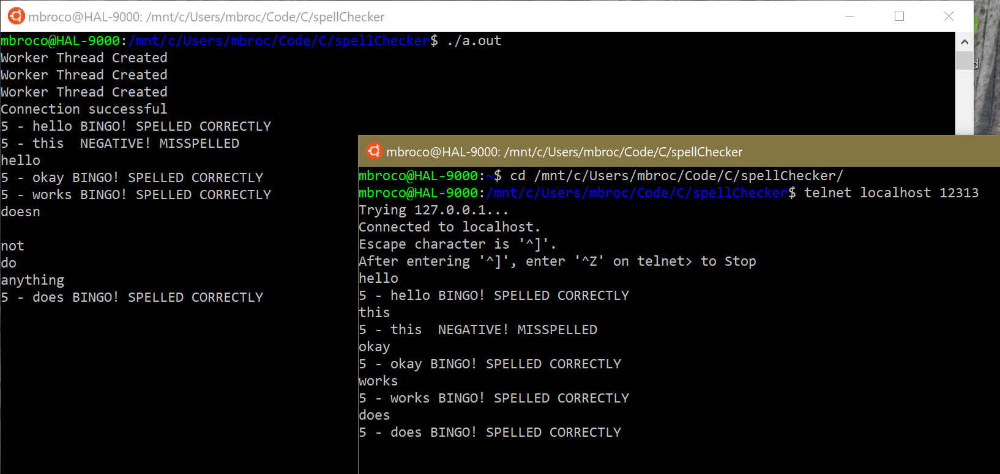 mbroco@HAL-9000: /mnt/c/Users/mbroc/Code/C/spellChecker
mbroco@HAL-9000:/mnt/c/Users/mbroc/Code/C/spellChecker$ ./a.out
Worker Thread Created
Worker Thread Created
Worker Thread Created
Connection successful
5 - hello BINGO! SPELLED CORRECTLY
5 - this  NEGATIVE! MISSPELLED
hello
5 - okay BINGO! SPELLED CORRECTLY
5 - works BINGO! SPELLED CORRECTLY
doesn
not
do
anything
5 - does BINGO! SPELLED CORRECTLY
mbroco@HAL-9000: /mnt/c/Users/mbroc/Code/C/spellChecker
mbroco@HAL-9000:~$ cd /mnt/c/Users/mbroc/Code/C/spellChecker/
mbroco@HAL-9000:/mnt/c/Users/mbroc/Code/C/spellChecker$ telnet localhost 12313
Trying 127.0.0.1...
Connected to localhost.
Escape character is '^]'.
After entering '^]', enter '^Z' on telnet> to Stop
hello
5 - hello BINGO! SPELLED CORRECTLY
this
5 - this  NEGATIVE! MISSPELLED
okay
5 - okay BINGO! SPELLED CORRECTLY
works
5 - works BINGO! SPELLED CORRECTLY
does
5 - does BINGO! SPELLED CORRECTLY